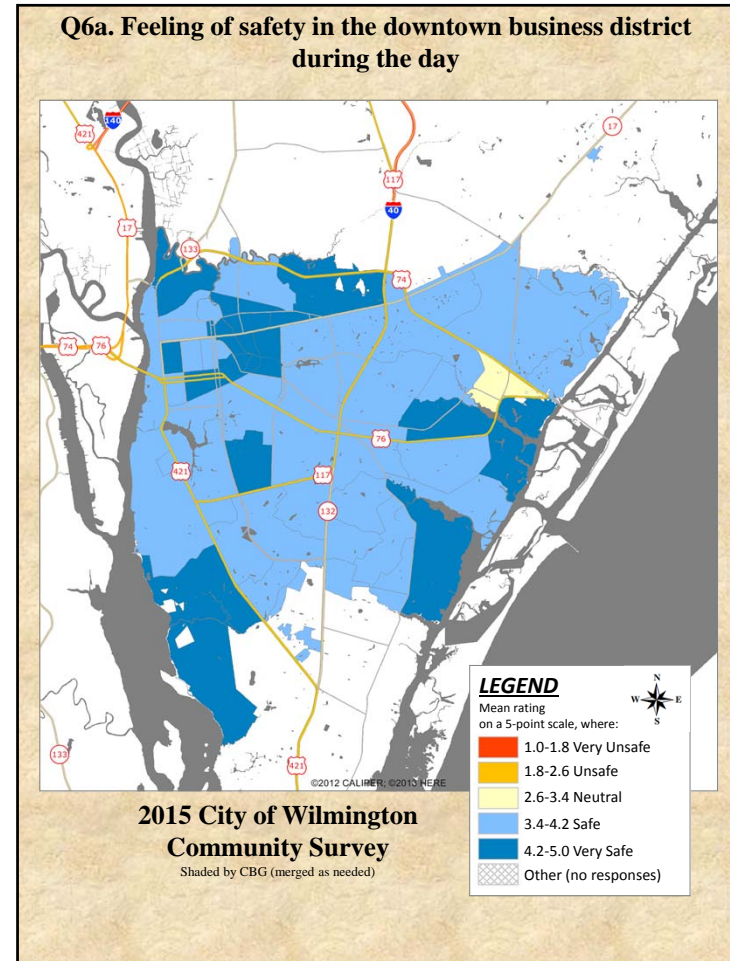 Q6a. Feeling of safety in the downtown business district
during the day
140
421
17
117
40
17
133
74
74
76
76
421
117
132
133
421
©2012 CALIPER; ©2013 HERE
LEGEND
Mean rating
on a 5-point scale, where:
1.0-1.8 Very Unsafe
1.8-2.6 Unsafe
2.6-3.4 Neutral
3.4-4.2 Safe
4.2-5.0 Very Safe
Other (no responses)
N
W E
S
2015 City of Wilmington
Community Survey
Shaded by CBG (merged as needed)